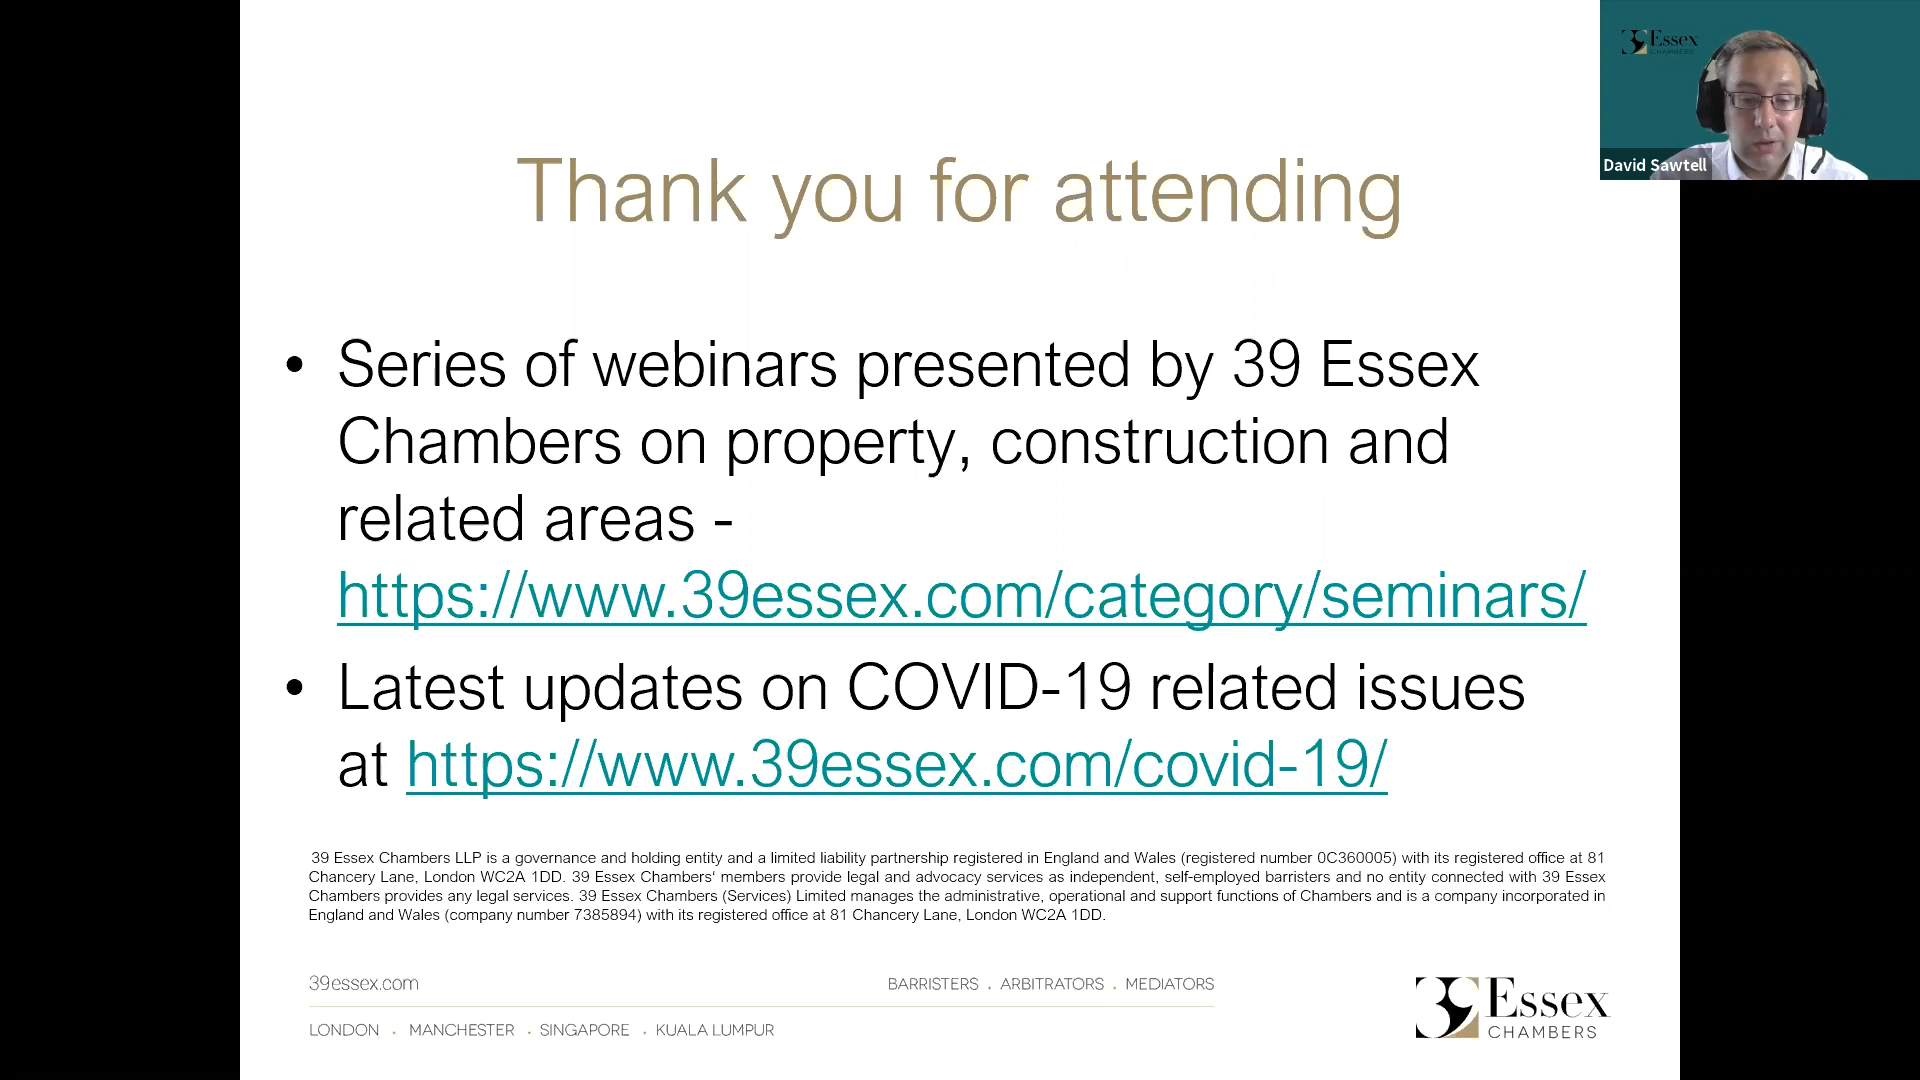 39 Essex
CHAMBERS
David Sawtell
Thank you for attending
• Series of webinars presented by 39 Essex
Chambers on property, construction and
related areas -
https://www.39essex.com/category/seminars/
• Latest updates on COVID-19 related issues
at https://www.39essex.com/covid-19/
39 Essex Chambers LLP is a governance and holding entity and a limited liability partnership registered in England and Wales (registered number 0C360005) with its registered office at 81
Chancery Lane, London WC2A 1DD. 39 Essex Chambers‘ members provide legal and advocacy services as independent, self-employed barristers and no entity connected with 39 Essex
Chambers provides any legal services. 39 Essex Chambers (Services) Limited manages the administrative, operational and support functions of Chambers and is a company incorporated in
England and Wales (company number 7385894) with its registered office at 81 Chancery Lane, London WC2A 1DD.
39essex.com
BARRISTERS . ARBITRATORS . MEDIATORS
LONDON . MANCHESTER . SINGAPORE . KUALA LUMPUR
39 Essex
CHAMBERS